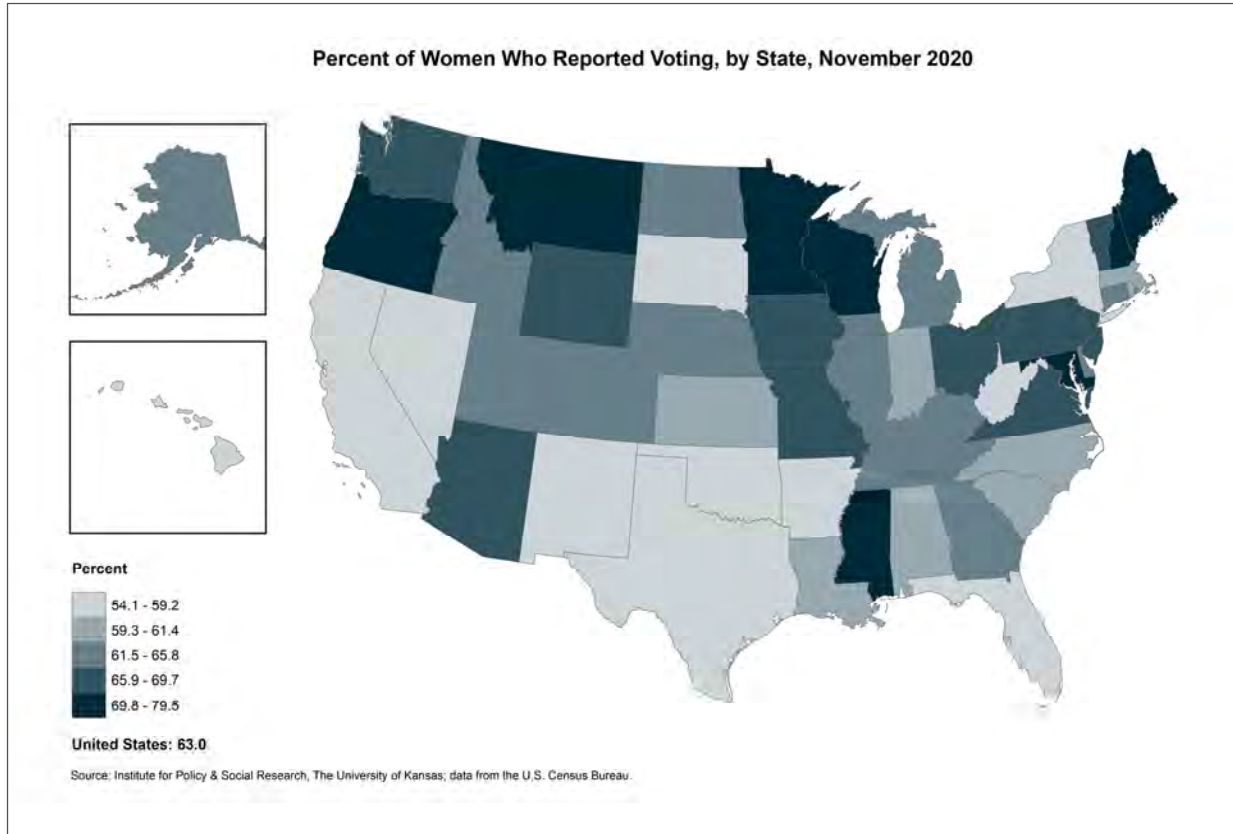 Percent of Women Who Reported Voting, by State, November 2020
Percent
54.1 - 59.2
59.3 - 61.4
61.5 - 65.8
65.9 - 69.7
69.8 - 79.5
United States: 63.0
Source: Institute for Policy & Social Research, The University of Kansas; data from the U.S. Census Bureau.